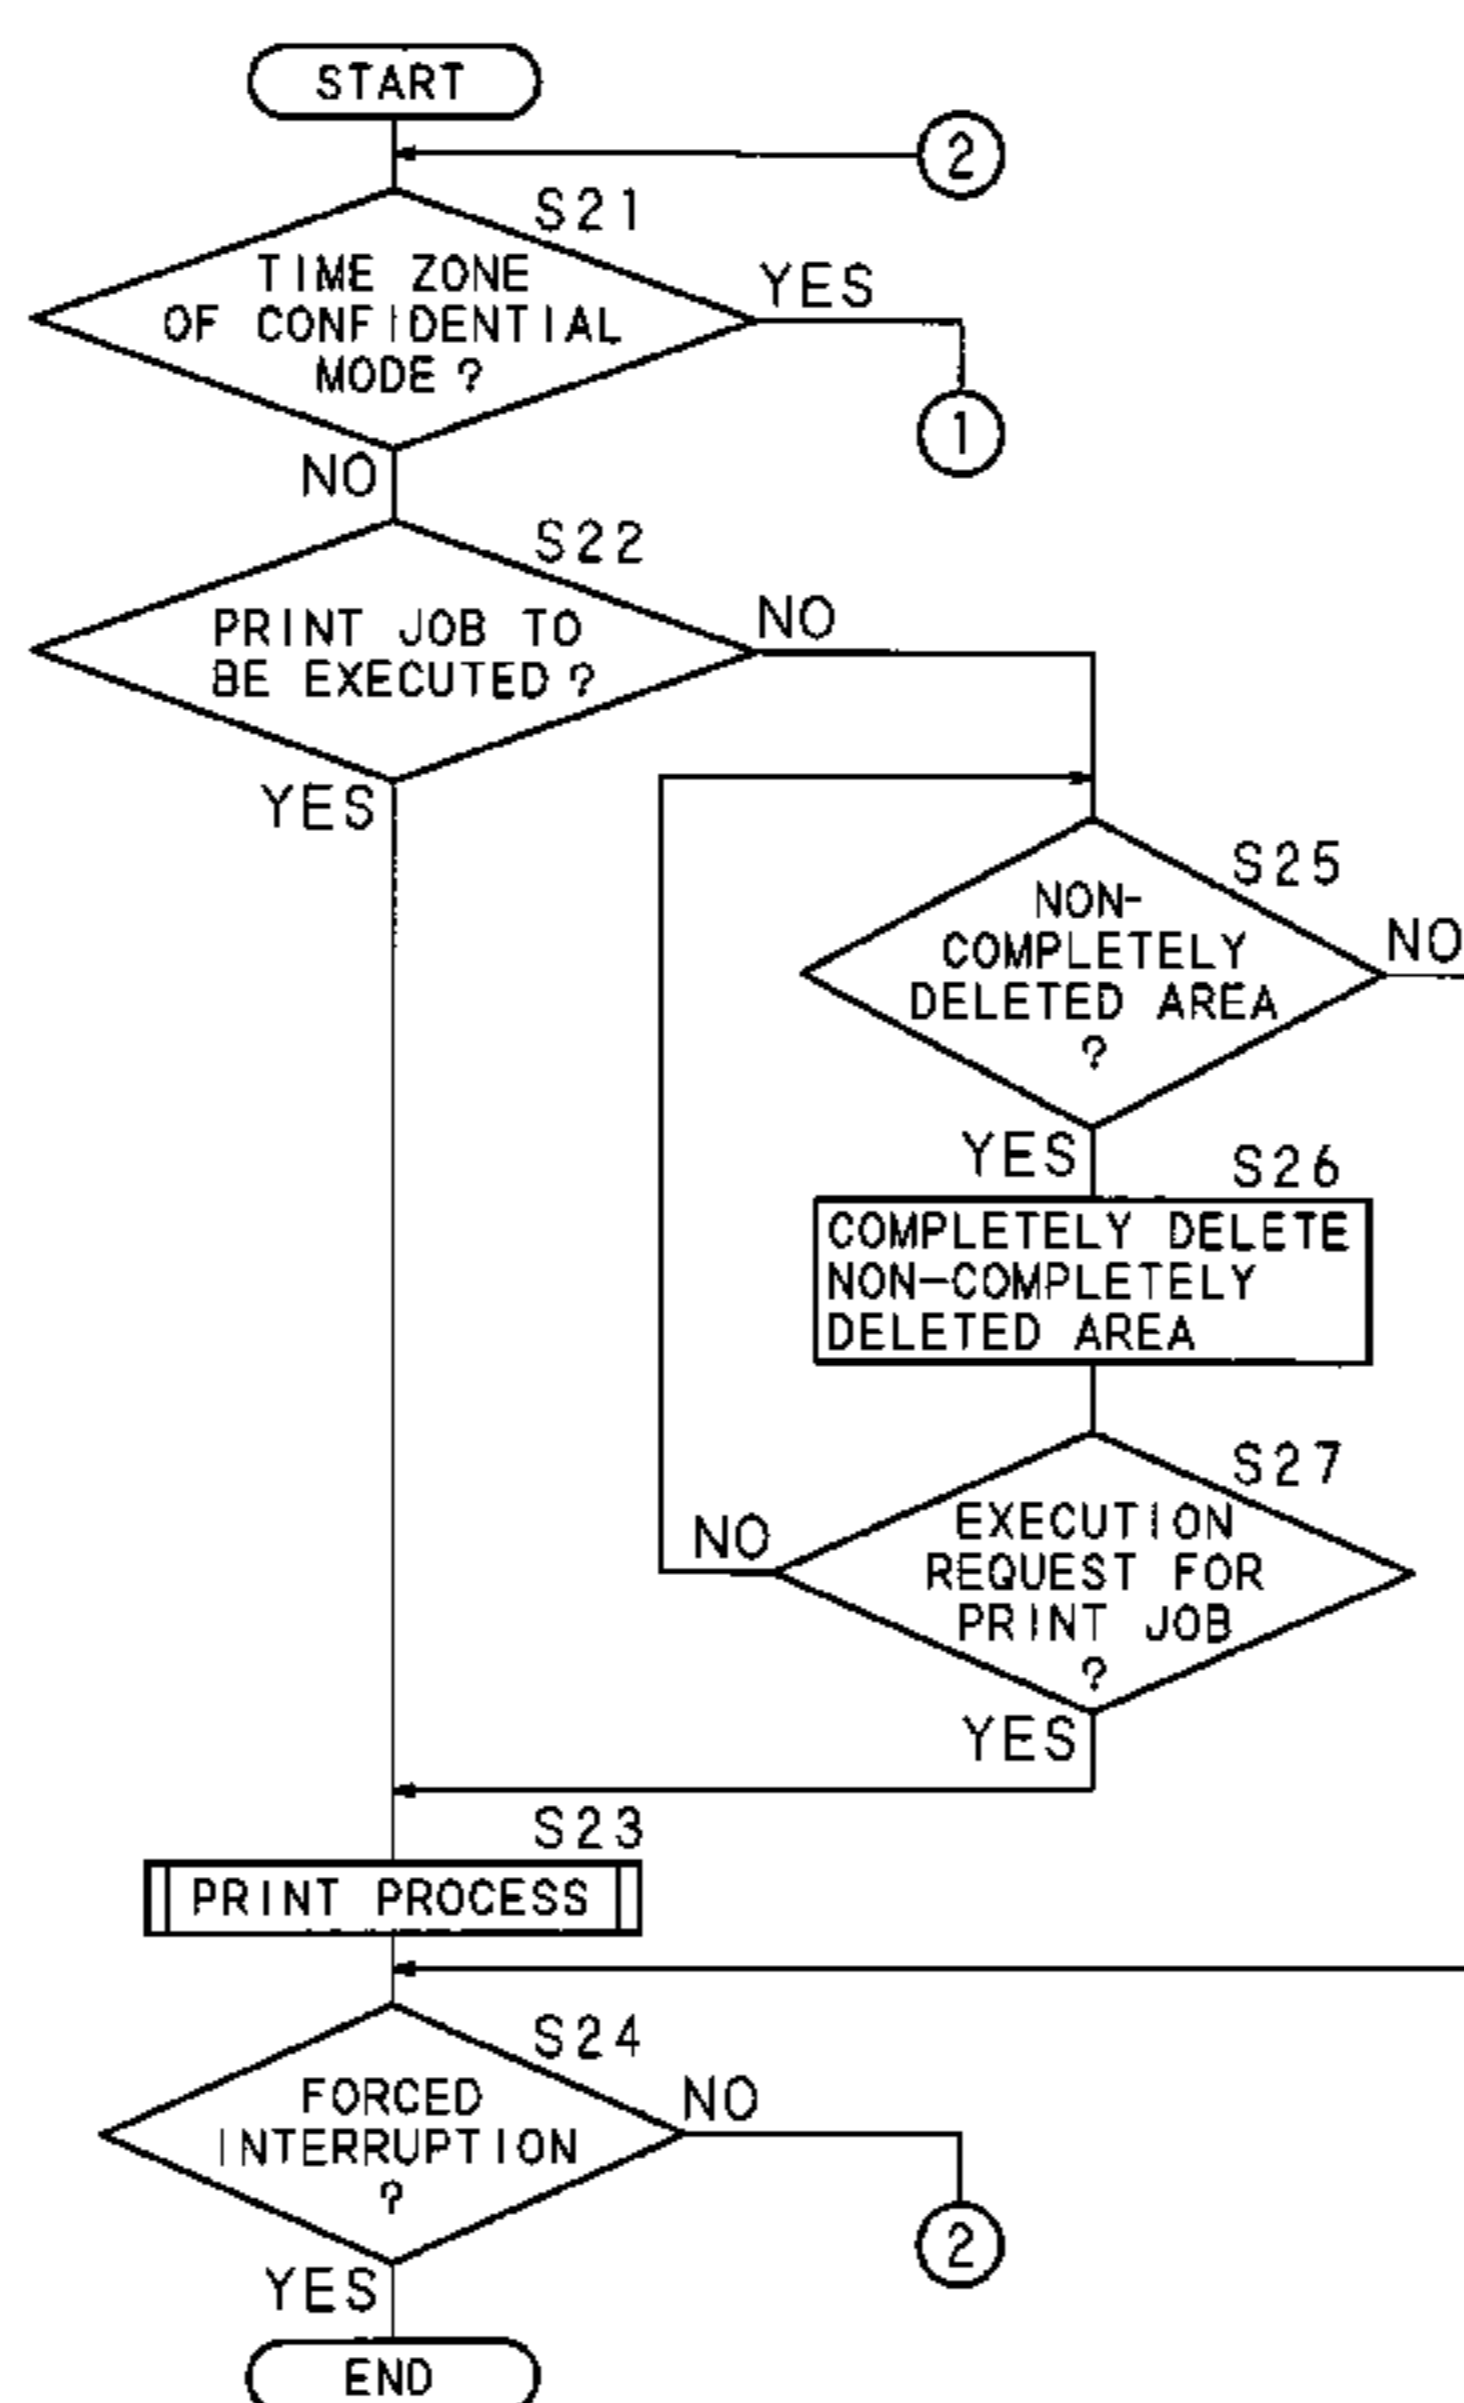 START
2
S21
TIME ZONE
OF CONFIDENTIAL
MODE ?
YES
1
NO
S22
PRINT JOB TO
BE EXECUTED ?
NO
YES
S25
NON-
COMPLETELY
DELETED AREA
?
NO
YES
S26
COMPLETELY DELETE
NON-COMPLETELY
DELETED AREA
S27
EXECUTION
REQUEST FOR
PRINT JOB
?
NO
YES
S23
PRINT PROCESS
S24
FORCED
INTERRUPTION
?
NO
2
YES
END